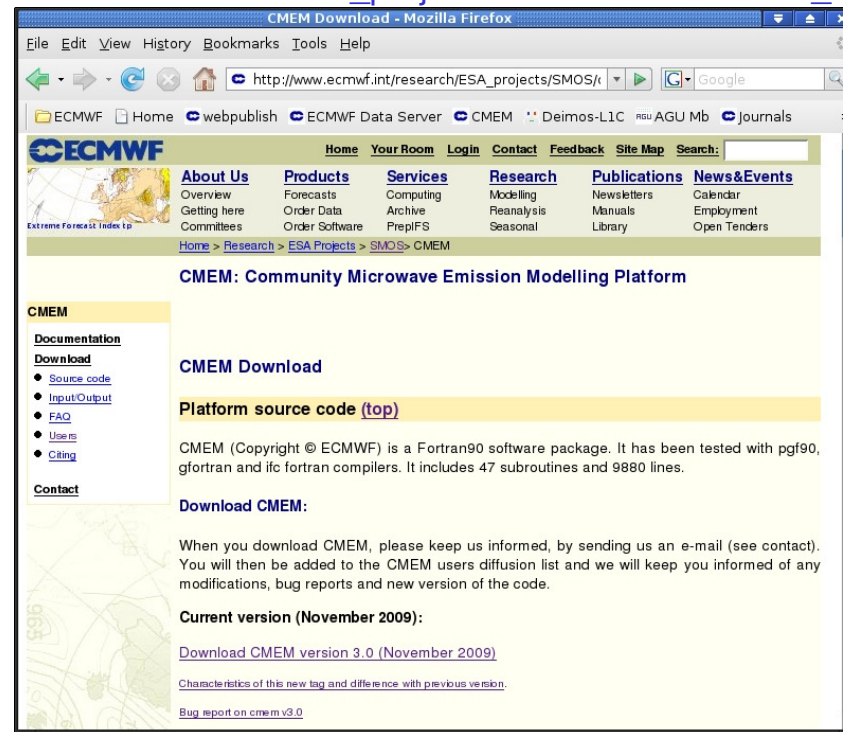 CMEM Download - Mozilla Firefox
File Edit View History Bookmarks Tools Help
http://www.ecmwf.int/research/ESA_projects/SMOS/ Google
ECMWF Home webpublish ECMWF Data Server CMEM Deimos-L1C AGU Mb Journals
ECMWF
Home Your Room Login Contact Feedback Site Map Search:
About Us Products Services Research Publications News&Events
Overview Forecasts Computing Modelling Newsletters Calendar
Getting here Order Data Archive Reanalysis Manuals Employment
Committees Order Software PrepIFS Seasonal Library Open Tenders
Extreme Forecast Index tp
Home > Research > ESA Projects > SMOS> CMEM
CMEM: Community Microwave Emission Modelling Platform
CMEM
Documentation
Download
Source code
Input/Output
FAQ
Users
Citing
Contact
CMEM Download
Platform source code (top)
CMEM (Copyright © ECMWF) is a Fortran90 software package. It has been tested with pgf90,
gfortran and ifc fortran compilers. It includes 47 subroutines and 9880 lines.
Download CMEM:
When you download CMEM, please keep us informed, by sending us an e-mail (see contact).
You will then be added to the CMEM users diffusion list and we will keep you informed of any
modifications, bug reports and new version of the code.
Current version (November 2009):
Download CMEM version 3.0 (November 2009)
Characteristics of this new tag and difference with previous version.
Bug report on cmem v3.0